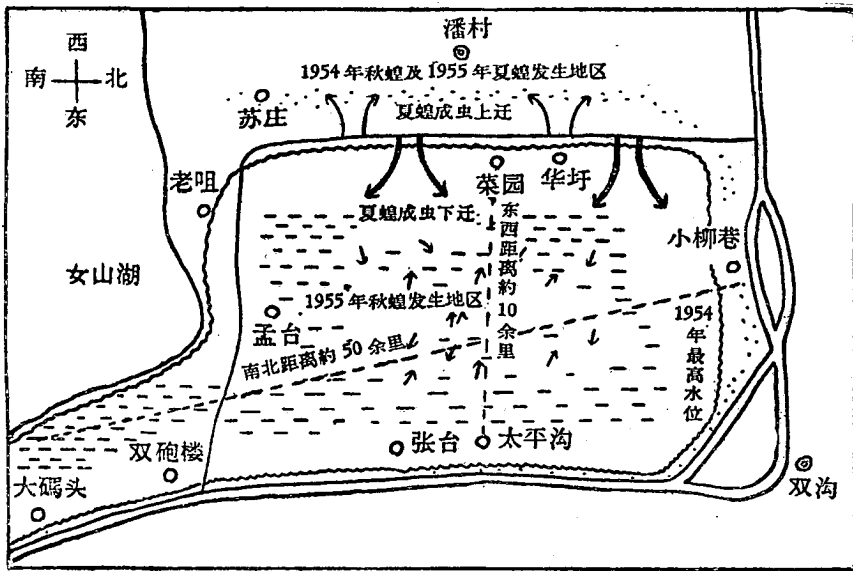 潘村
西
南 北
东
1954年秋蝗及1955年夏蝗发生地区
苏庄
夏蝗成虫上迁
菜园
华圩
老咀
夏蝗成虫下迁
东西距离約10余里
小柳巷
女山湖
1955年秋蝗发生地区
孟台
1954年最高水位
南北距离約50余里
张台
太平沟
双砲楼
大碼头
双沟